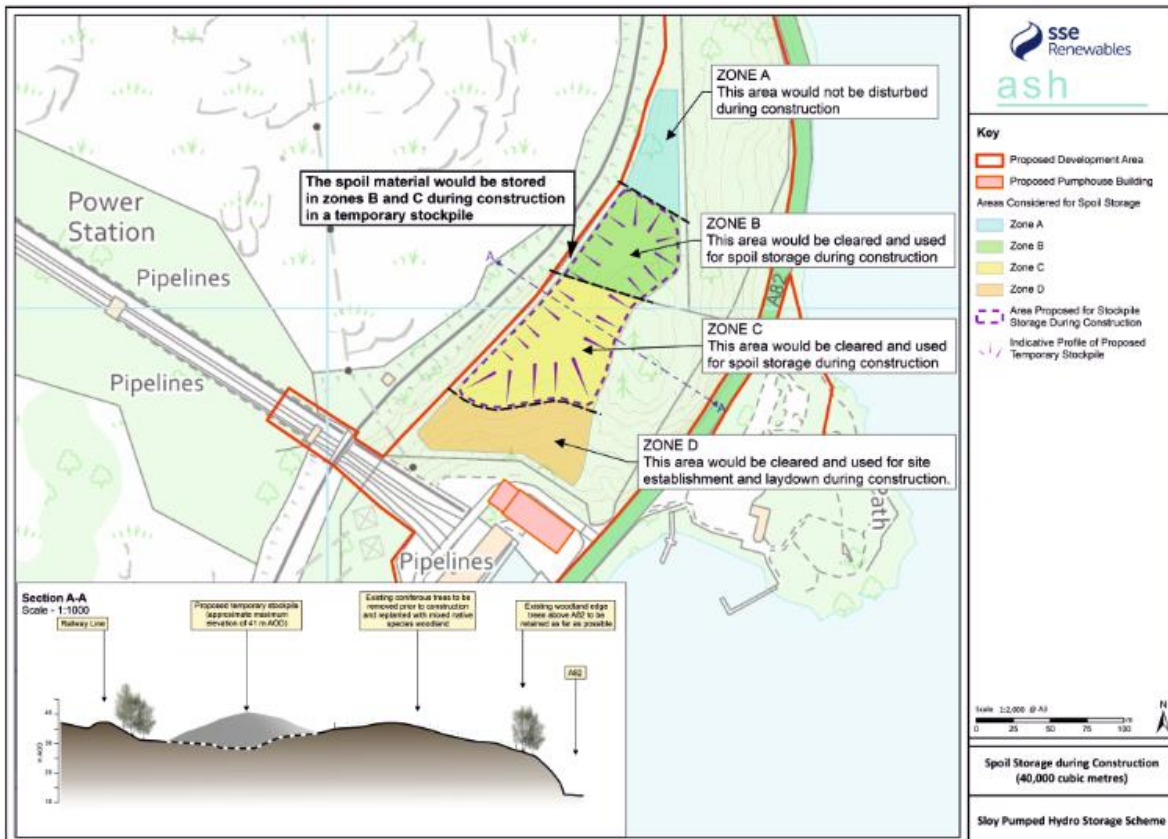 ZONE A
This area would not be disturbed
during construction
The spoil material would be stored
in zones B and C during construction
in a temporary stockpile
Power
Station
Pipelines
ZONE B
This area would be cleared and used
for spoil storage during construction
A
A82
ZONE C
This area would be cleared and used
for spoil storage during construction
Pipelines
A
ZONE D
This area would be cleared and used for site
establishment and laydown during construction.
Path
Pipelines
Section A-A
Scale - 1:1000
Railway Line
Proposed temporary stockpile
(approximate maximum
elevation of 41 m AOD)
Existing coniferous trees to be
removed prior to construction
and replanted with mixed native
species woodland
Existing woodland edge
trees above A82 to be
retained as far as possible
A82
40
30
20
10
m AOD
sse
Renewables
ash
Key
Proposed Development Area
Proposed Pumphouse Building
Areas Considered for Spoil Storage
Zone A
Zone B
Zone C
Zone D
Area Proposed for Stockpile
Storage During Construction
Indicative Profile of Proposed
Temporary Stockpile
Scale 1:2,000 @ A3
0 25 50 75 100 m
N
Spoil Storage during Construction
(40,000 cubic metres)
Sloy Pumped Hydro Storage Scheme